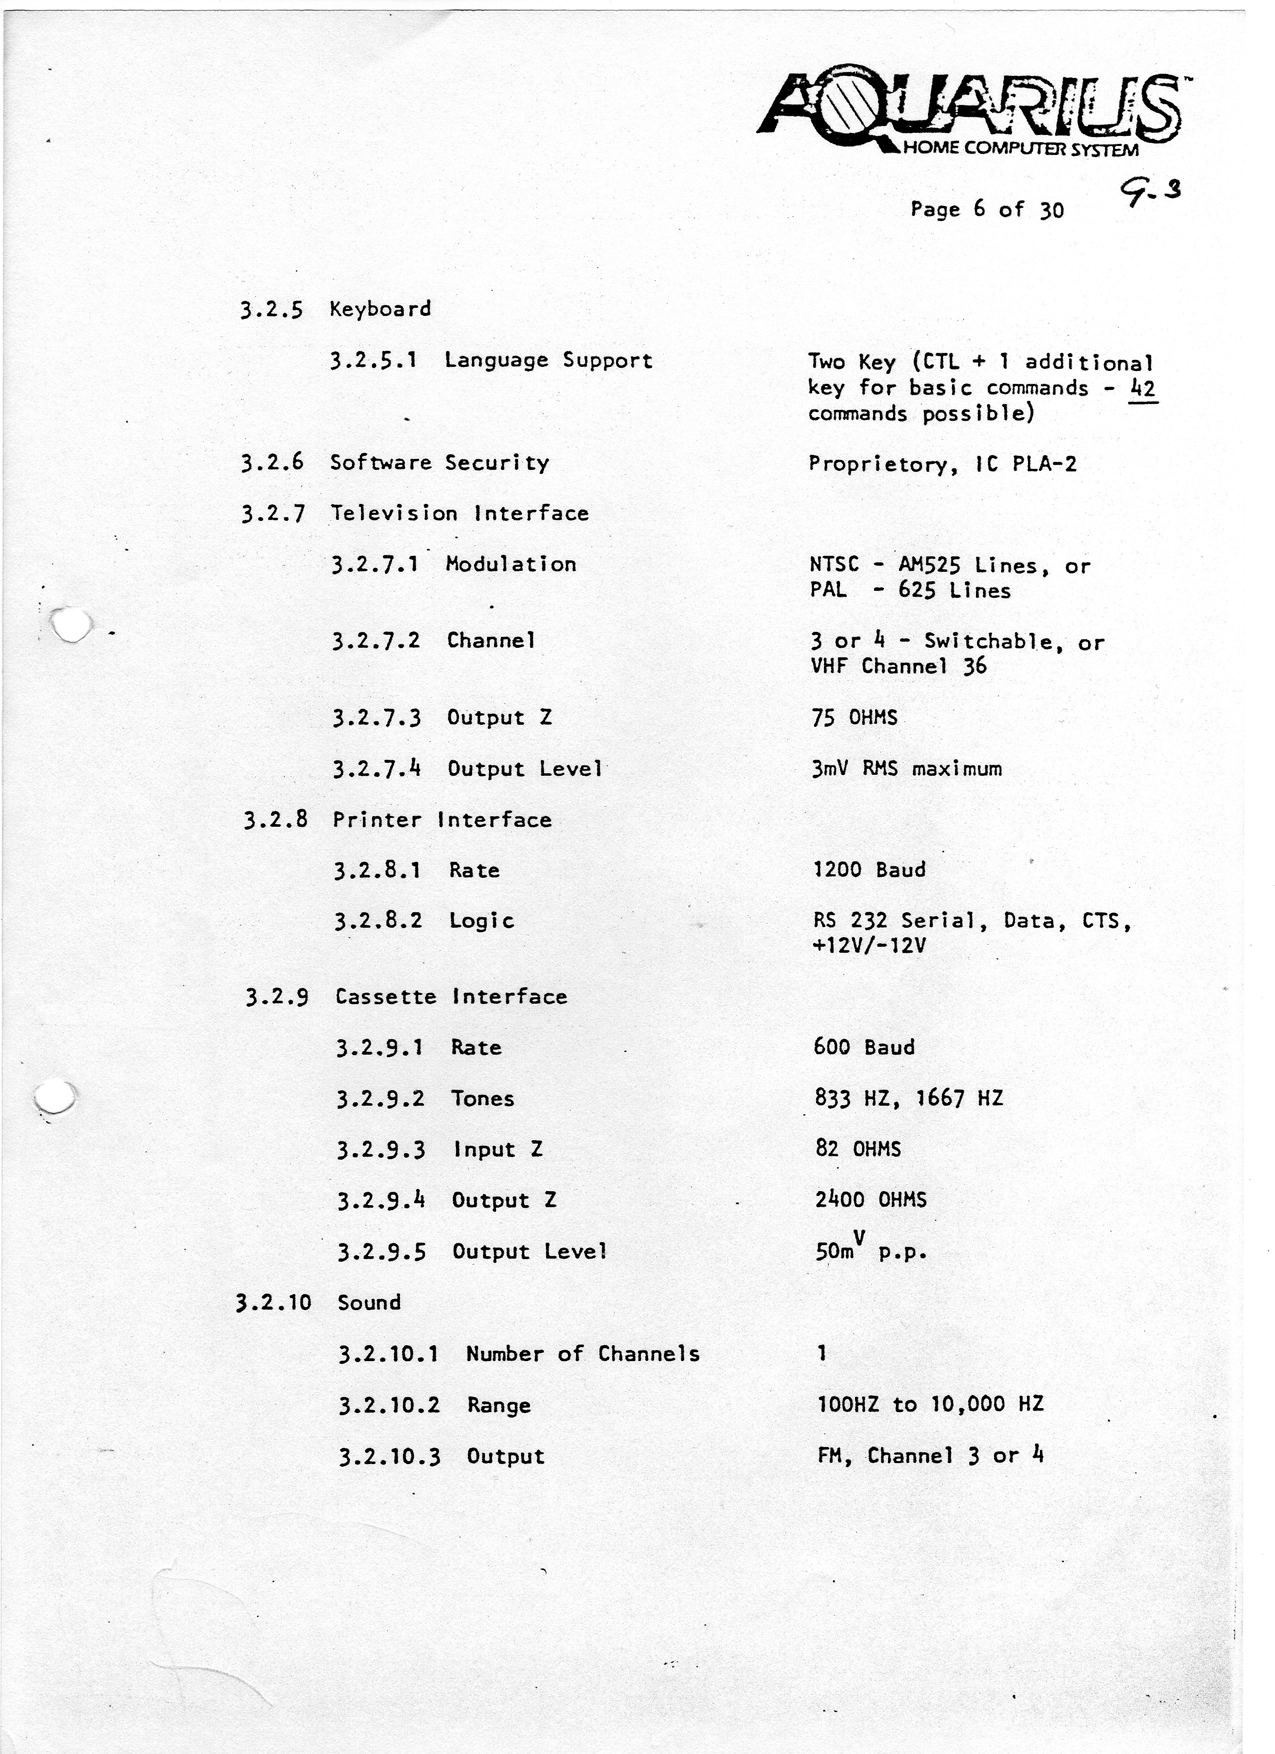 AQUARIUS™
HOME COMPUTER SYSTEM
G-3
Page 6 of 30
3.2.5 Keyboard
3.2.5.1 Language Support Two Key (CTL + 1 additional
key for basic commands - 42
commands possible)
3.2.6 Software Security Proprietory, IC PLA-2
3.2.7 Television Interface
3.2.7.1 Modulation NTSC - AM525 Lines, or
PAL - 625 Lines
3.2.7.2 Channel 3 or 4 - Switchable, or
VHF Channel 36
3.2.7.3 Output Z 75 OHMS
3.2.7.4 Output Level 3mV RMS maximum
3.2.8 Printer Interface
3.2.8.1 Rate 1200 Baud
3.2.8.2 Logic RS 232 Serial, Data, CTS,
+12V/-12V
3.2.9 Cassette Interface
3.2.9.1 Rate 600 Baud
3.2.9.2 Tones 833 HZ, 1667 HZ
3.2.9.3 Input Z 82 OHMS
3.2.9.4 Output Z 2400 OHMS
3.2.9.5 Output Level 50mV p.p.
3.2.10 Sound
3.2.10.1 Number of Channels 1
3.2.10.2 Range 100HZ to 10,000 HZ
3.2.10.3 Output FM, Channel 3 or 4